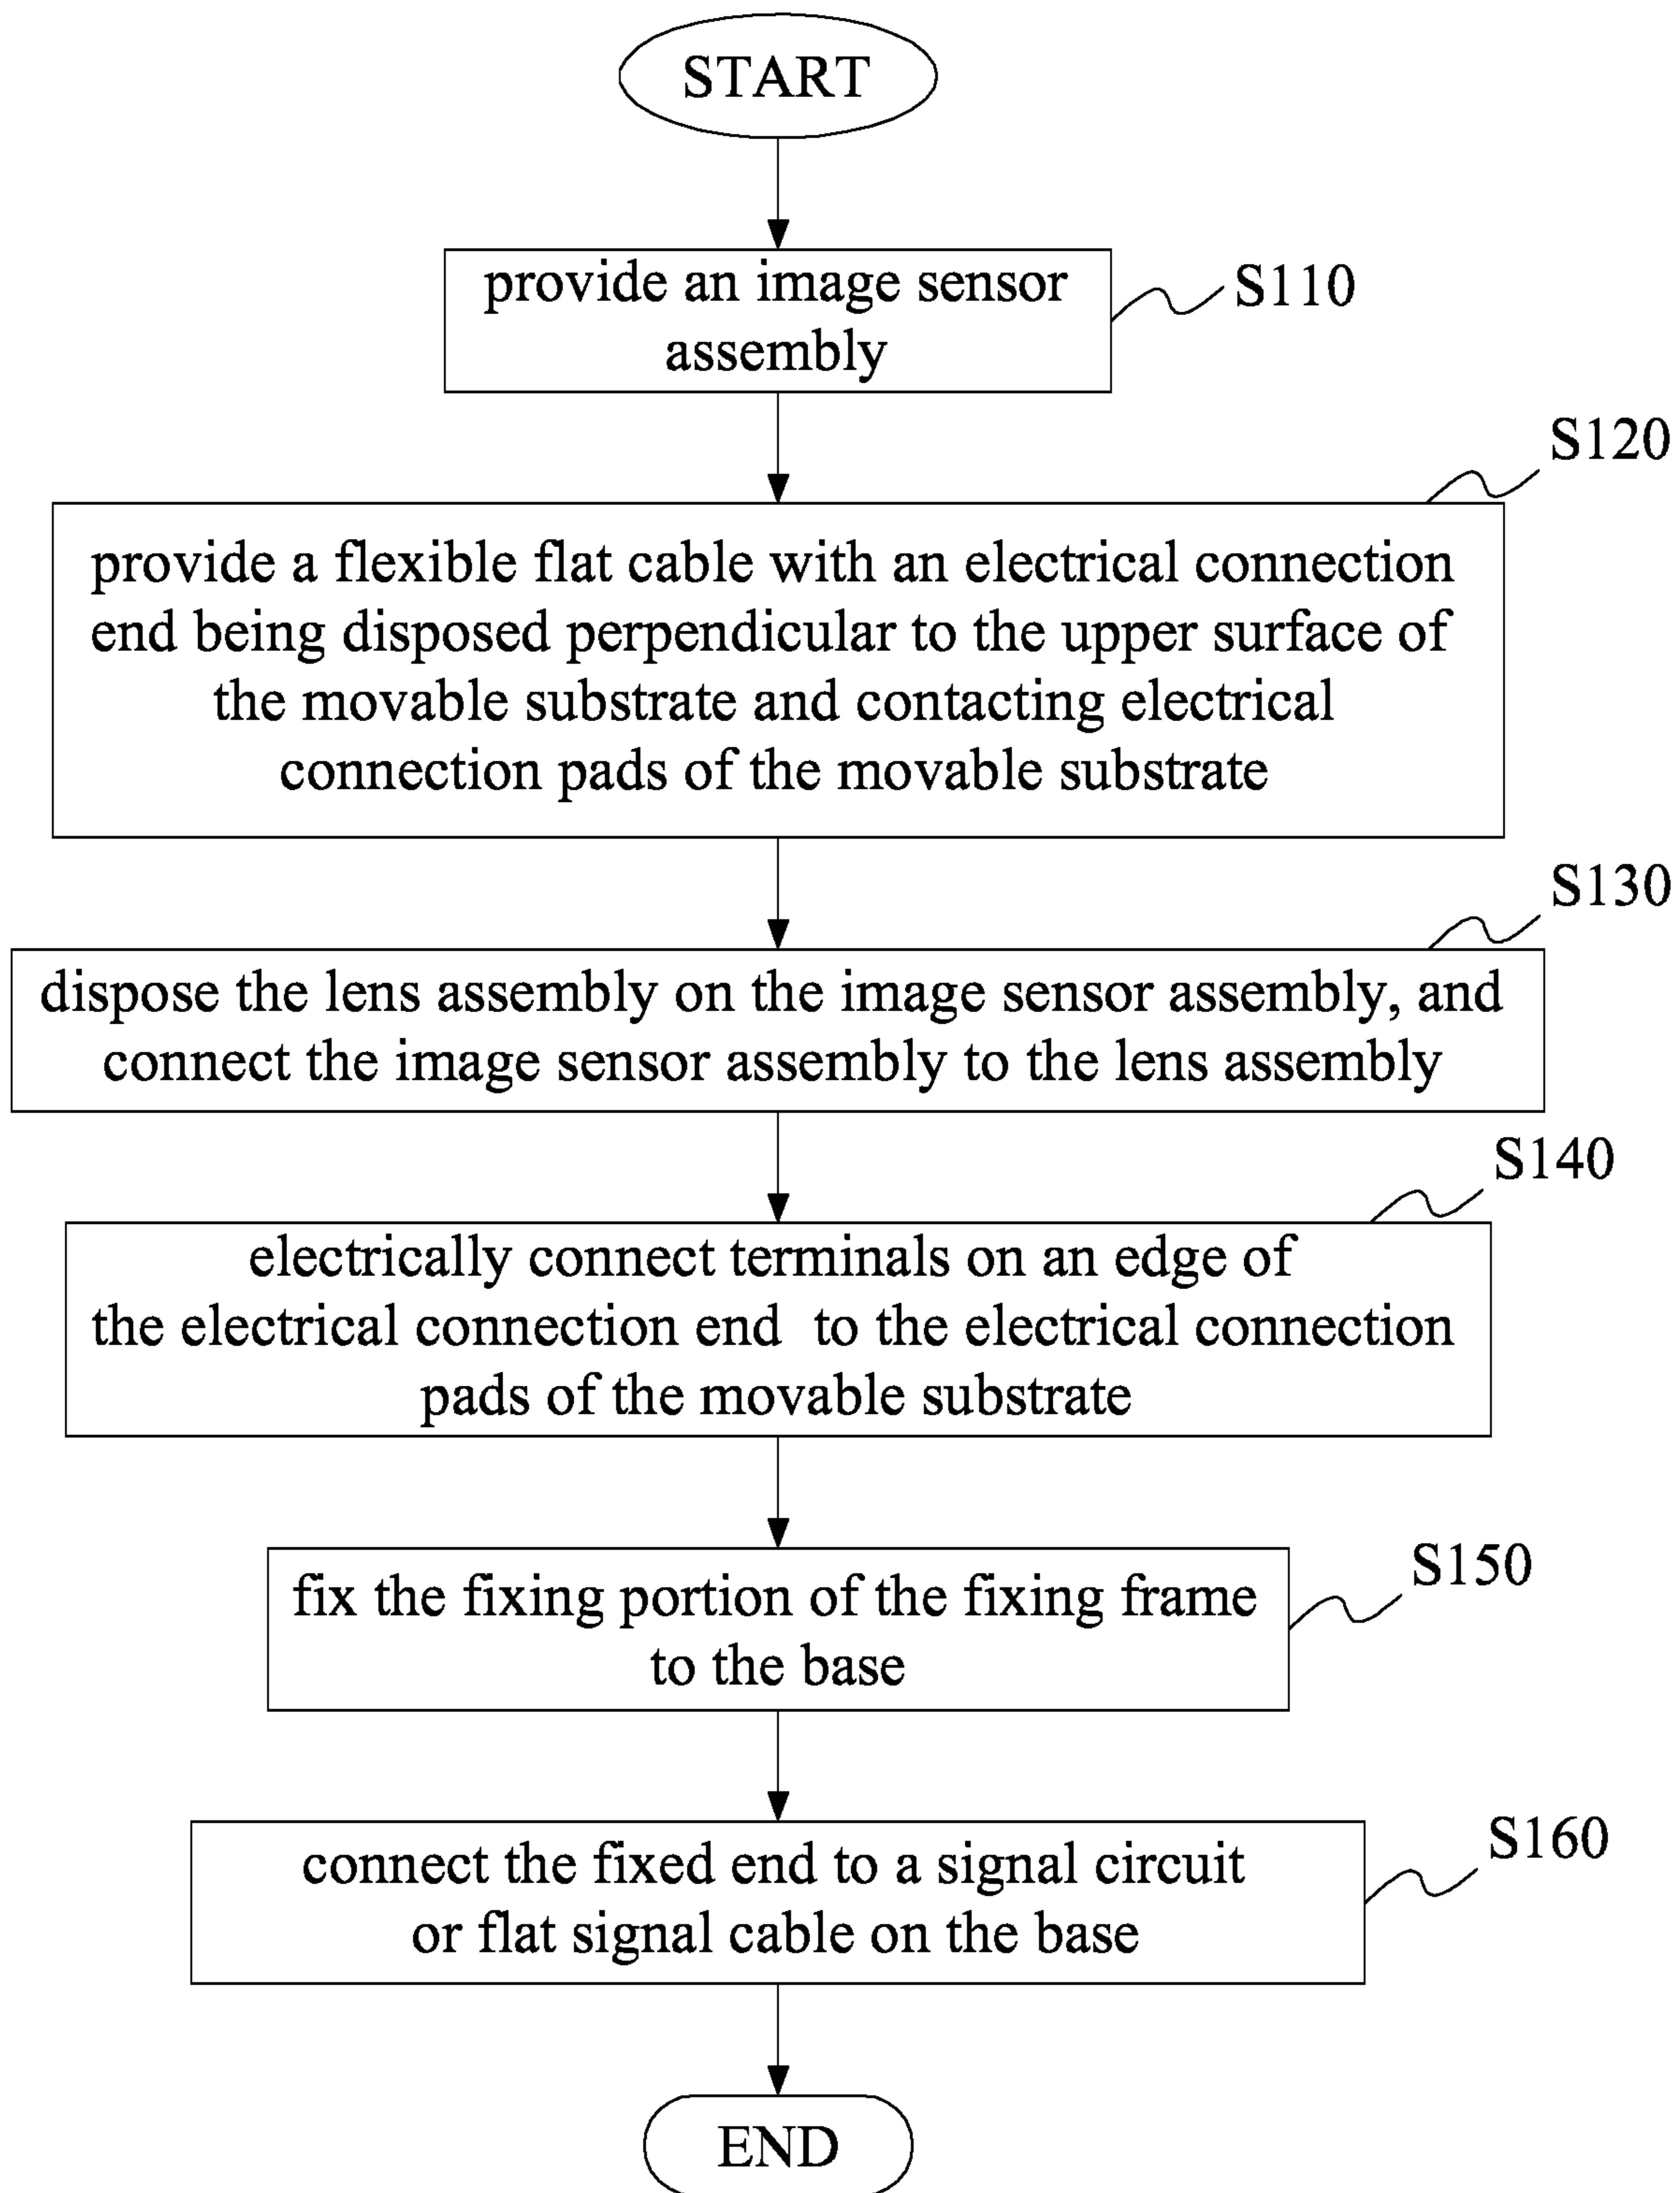 START
provide an image sensor
assembly
S110
S120
provide a flexible flat cable with an electrical connection
end being disposed perpendicular to the upper surface of
the movable substrate and contacting electrical
connection pads of the movable substrate
S130
dispose the lens assembly on the image sensor assembly, and
connect the image sensor assembly to the lens assembly
S140
electrically connect terminals on an edge of
the electrical connection end  to the electrical connection
pads of the movable substrate
S150
fix the fixing portion of the fixing frame
to the base
S160
connect the fixed end to a signal circuit
or flat signal cable on the base
END